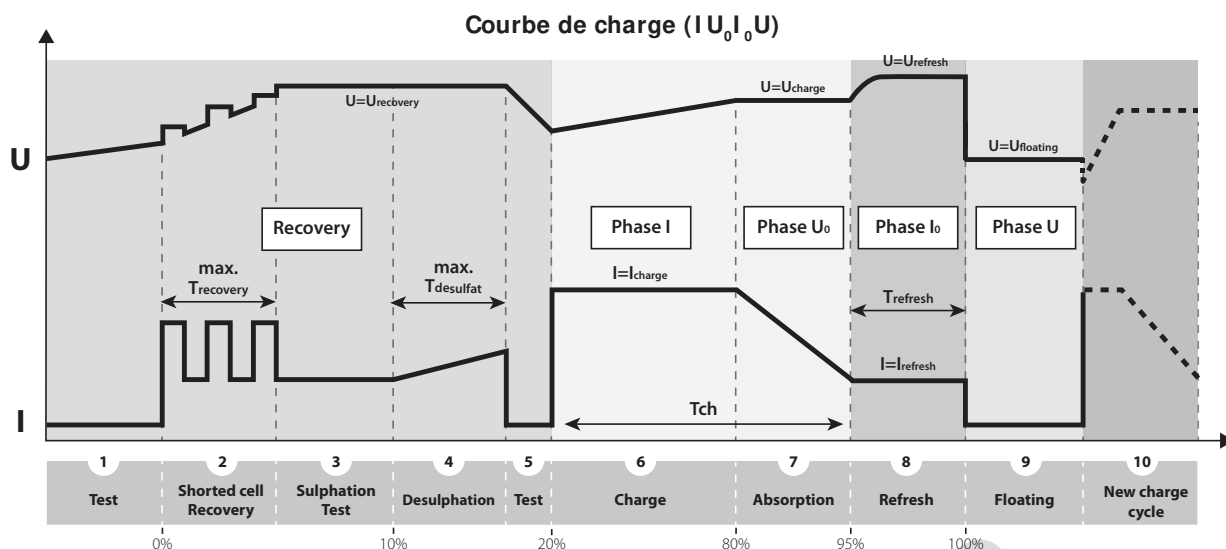 Courbe de charge (I U₀I₀U)
U=Urefresh
U=Ucharge
U=Urecovery
U=Ufloating
U
Recovery
Phase I
Phase U₀
Phase I₀
Phase U
max.
Trecovery
max.
Tdesulfat
I=Icharge
Trefresh
I=Irefresh
Tch
I
1
2
3
4
5
6
7
8
9
10
Test
Shorted cell
Recovery
Sulphation
Test
Desulphation
Test
Charge
Absorption
Refresh
Floating
New charge
cycle
0%
10%
20%
80%
95%
100%